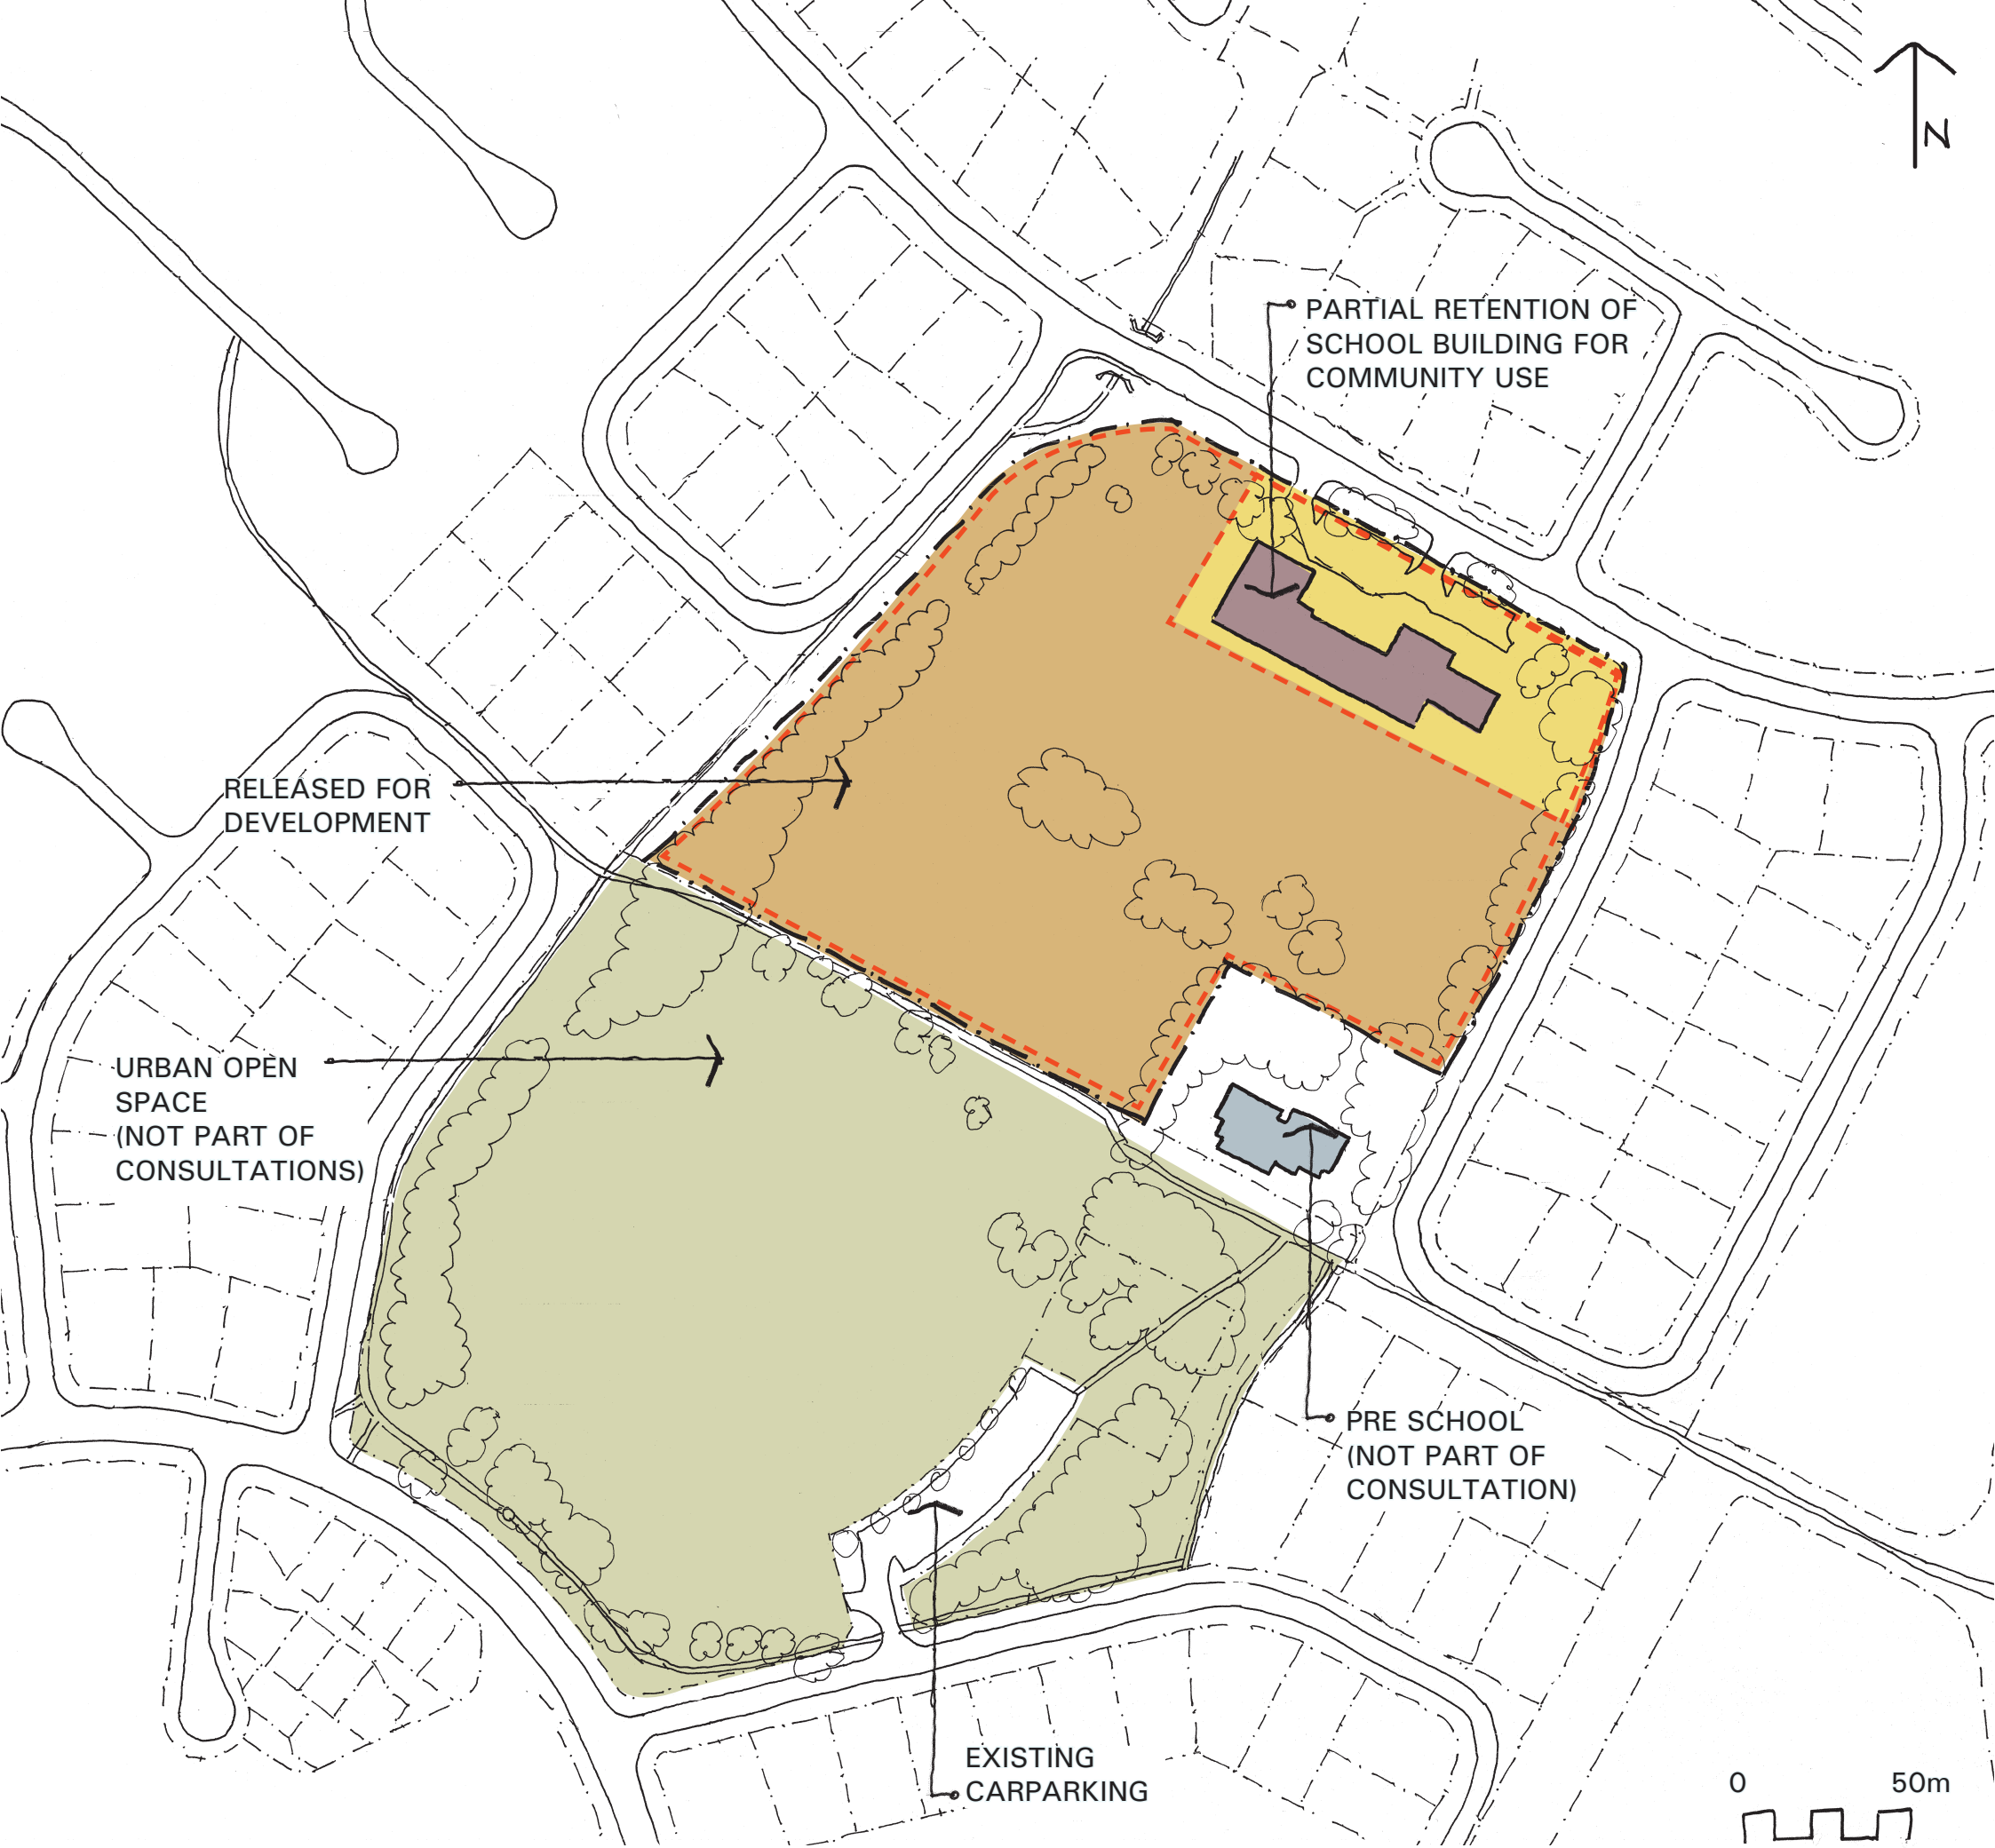 N
PARTIAL RETENTION OF
SCHOOL BUILDING FOR
COMMUNITY USE
RELEASED FOR
DEVELOPMENT
URBAN OPEN
SPACE
(NOT PART OF
CONSULTATIONS)
PRE SCHOOL
(NOT PART OF
CONSULTATION)
EXISTING
CARPARKING
0 50m